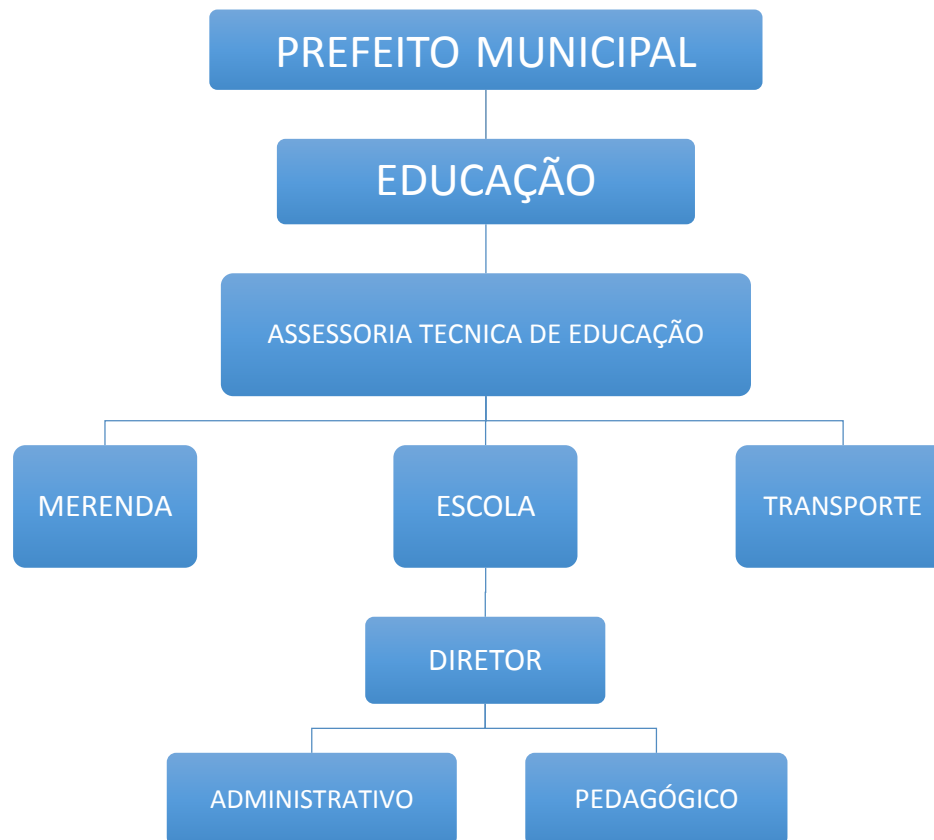 PREFEITO MUNICIPAL
EDUCAÇÃO
ASSESSORIA TECNICA DE EDUCAÇÃO
MERENDA
ESCOLA
TRANSPORTE
DIRETOR
ADMINISTRATIVO
PEDAGÓGICO